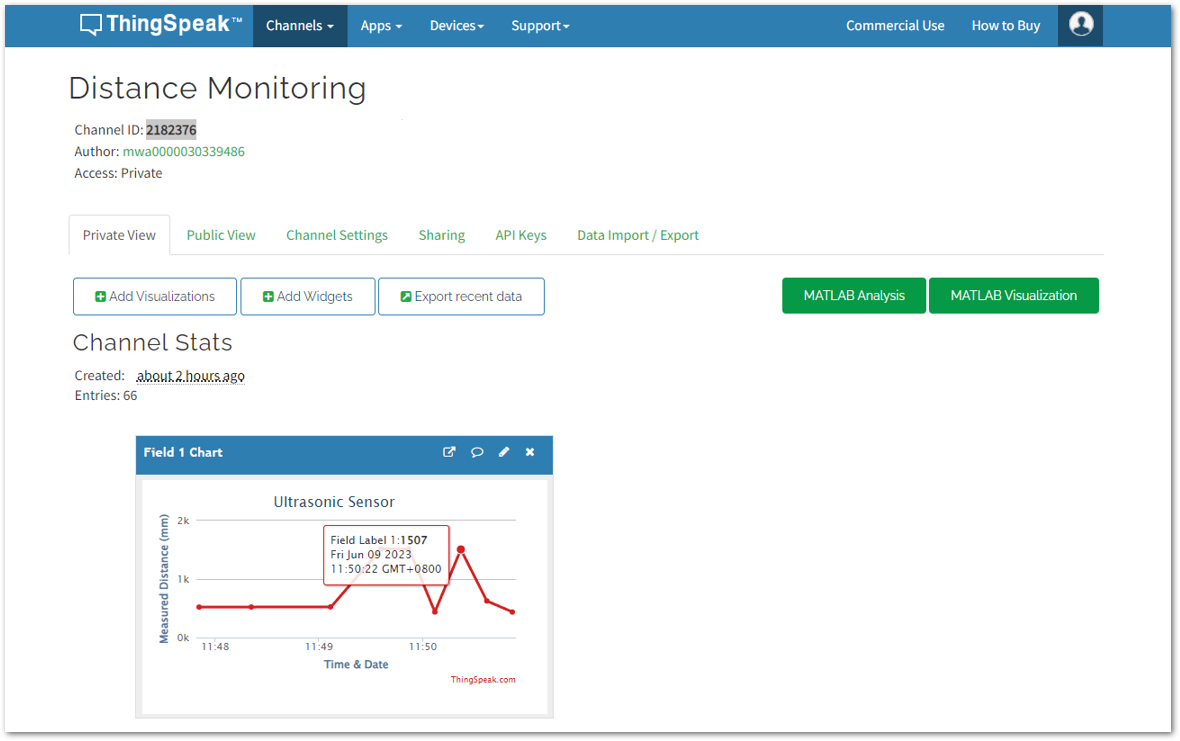 ThingSpeak™ Channels Apps Devices Support Commercial Use How to Buy
Distance Monitoring
Channel ID: 2182376
Author: mwa0000030339486
Access: Private
Private View Public View Channel Settings Sharing API Keys Data Import / Export
Add Visualizations Add Widgets Export recent data MATLAB Analysis MATLAB Visualization
Channel Stats
Created: about 2 hours ago
Entries: 66
Field 1 Chart
Ultrasonic Sensor
Measured Distance (mm)
2k
1k
0k
Field Label 1:1507
Fri Jun 09 2023
11:50:22 GMT+0800
11:48 11:49 11:50
Time & Date
ThingSpeak.com